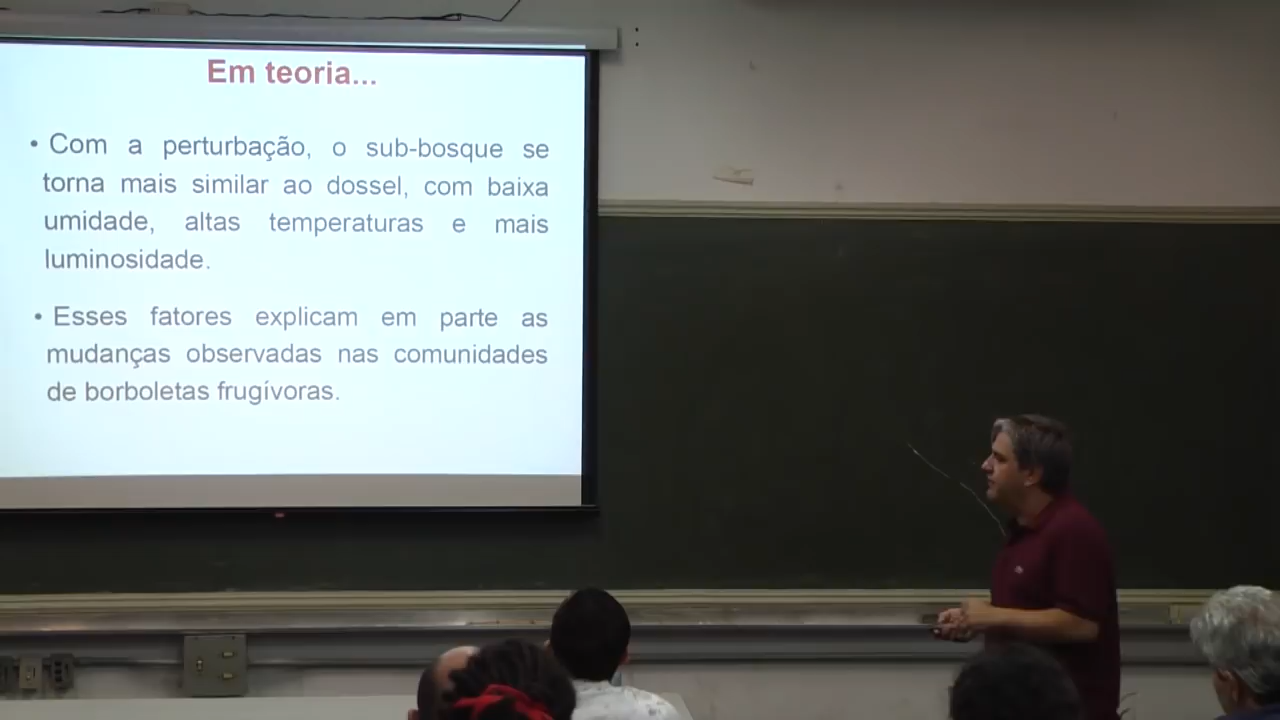 Em teoria...
• Com a perturbação, o sub-bosque se
torna mais similar ao dossel, com baixa
umidade, altas temperaturas e mais
luminosidade.
• Esses fatores explicam em parte as
mudanças observadas nas comunidades
de borboletas frugívoras.